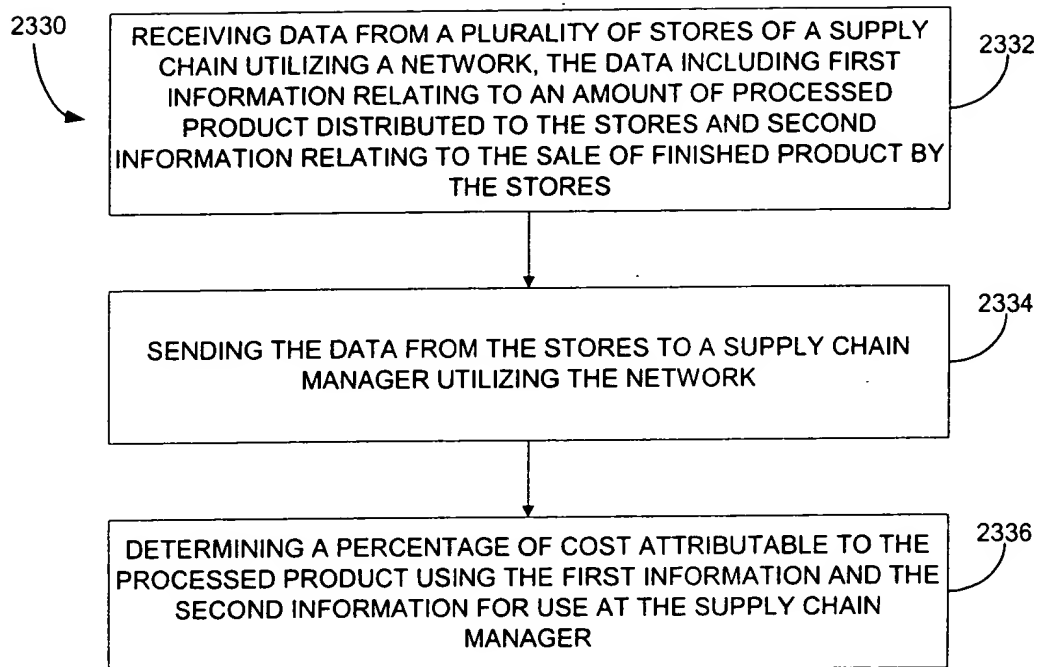 2330
RECEIVING DATA FROM A PLURALITY OF STORES OF A SUPPLY
CHAIN UTILIZING A NETWORK, THE DATA INCLUDING FIRST
INFORMATION RELATING TO AN AMOUNT OF PROCESSED
PRODUCT DISTRIBUTED TO THE STORES AND SECOND
INFORMATION RELATING TO THE SALE OF FINISHED PRODUCT BY
THE STORES
2332
SENDING THE DATA FROM THE STORES TO A SUPPLY CHAIN
MANAGER UTILIZING THE NETWORK
2334
DETERMINING A PERCENTAGE OF COST ATTRIBUTABLE TO THE
PROCESSED PRODUCT USING THE FIRST INFORMATION AND THE
SECOND INFORMATION FOR USE AT THE SUPPLY CHAIN
MANAGER
2336